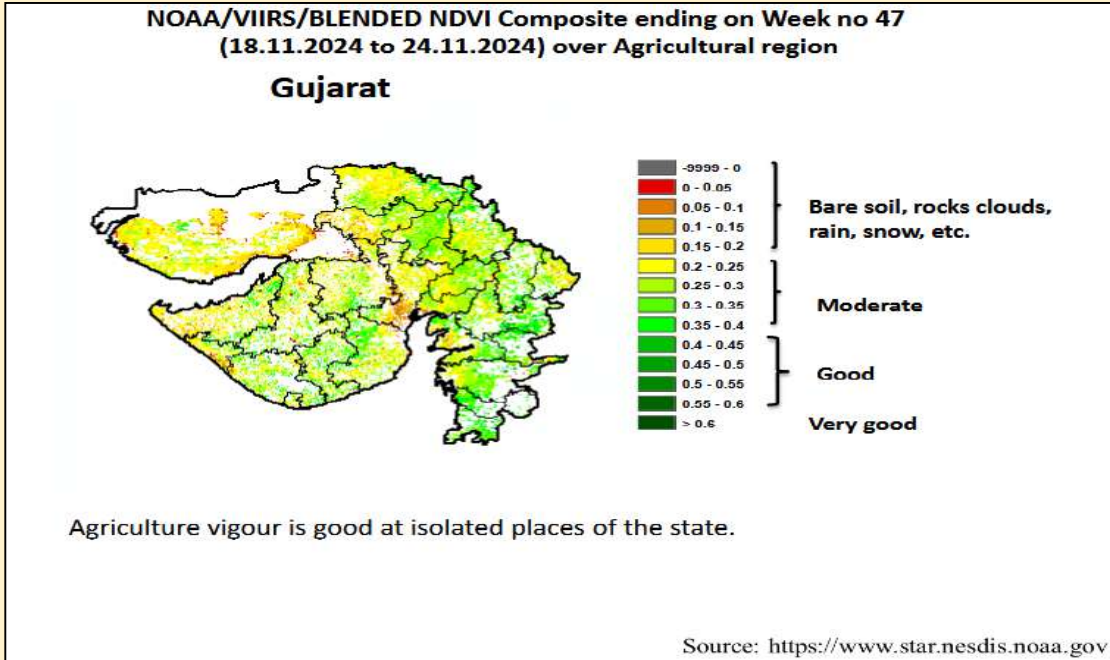 NOAA/VIIRS/BLENDED NDVI Composite ending on Week no 47
(18.11.2024 to 24.11.2024) over Agricultural region
Gujarat
-9999 - 0
0 - 0.05
0.05 - 0.1
0.1 - 0.15
0.15 - 0.2
0.2 - 0.25
0.25 - 0.3
0.3 - 0.35
0.35 - 0.4
0.4 - 0.45
0.45 - 0.5
0.5 - 0.55
0.55 - 0.6
> 0.6
Bare soil, rocks clouds,
rain, snow, etc.
Moderate
Good
Very good
Agriculture vigour is good at isolated places of the state.
Source: https://www.star.nesdis.noaa.gov